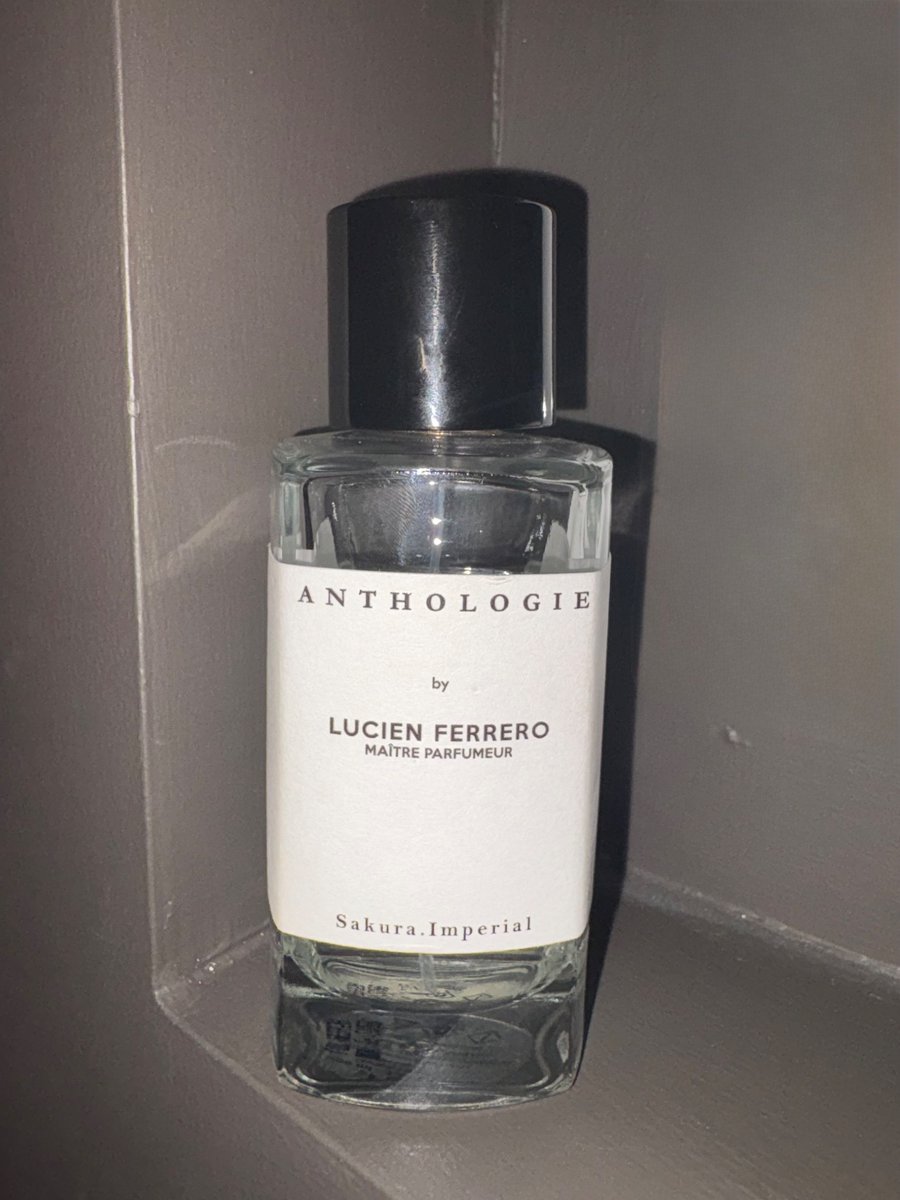 ANTHOLOGIE
by
LUCIEN FERRERO
MAÎTRE PARFUMEUR
Sakura.Imperial